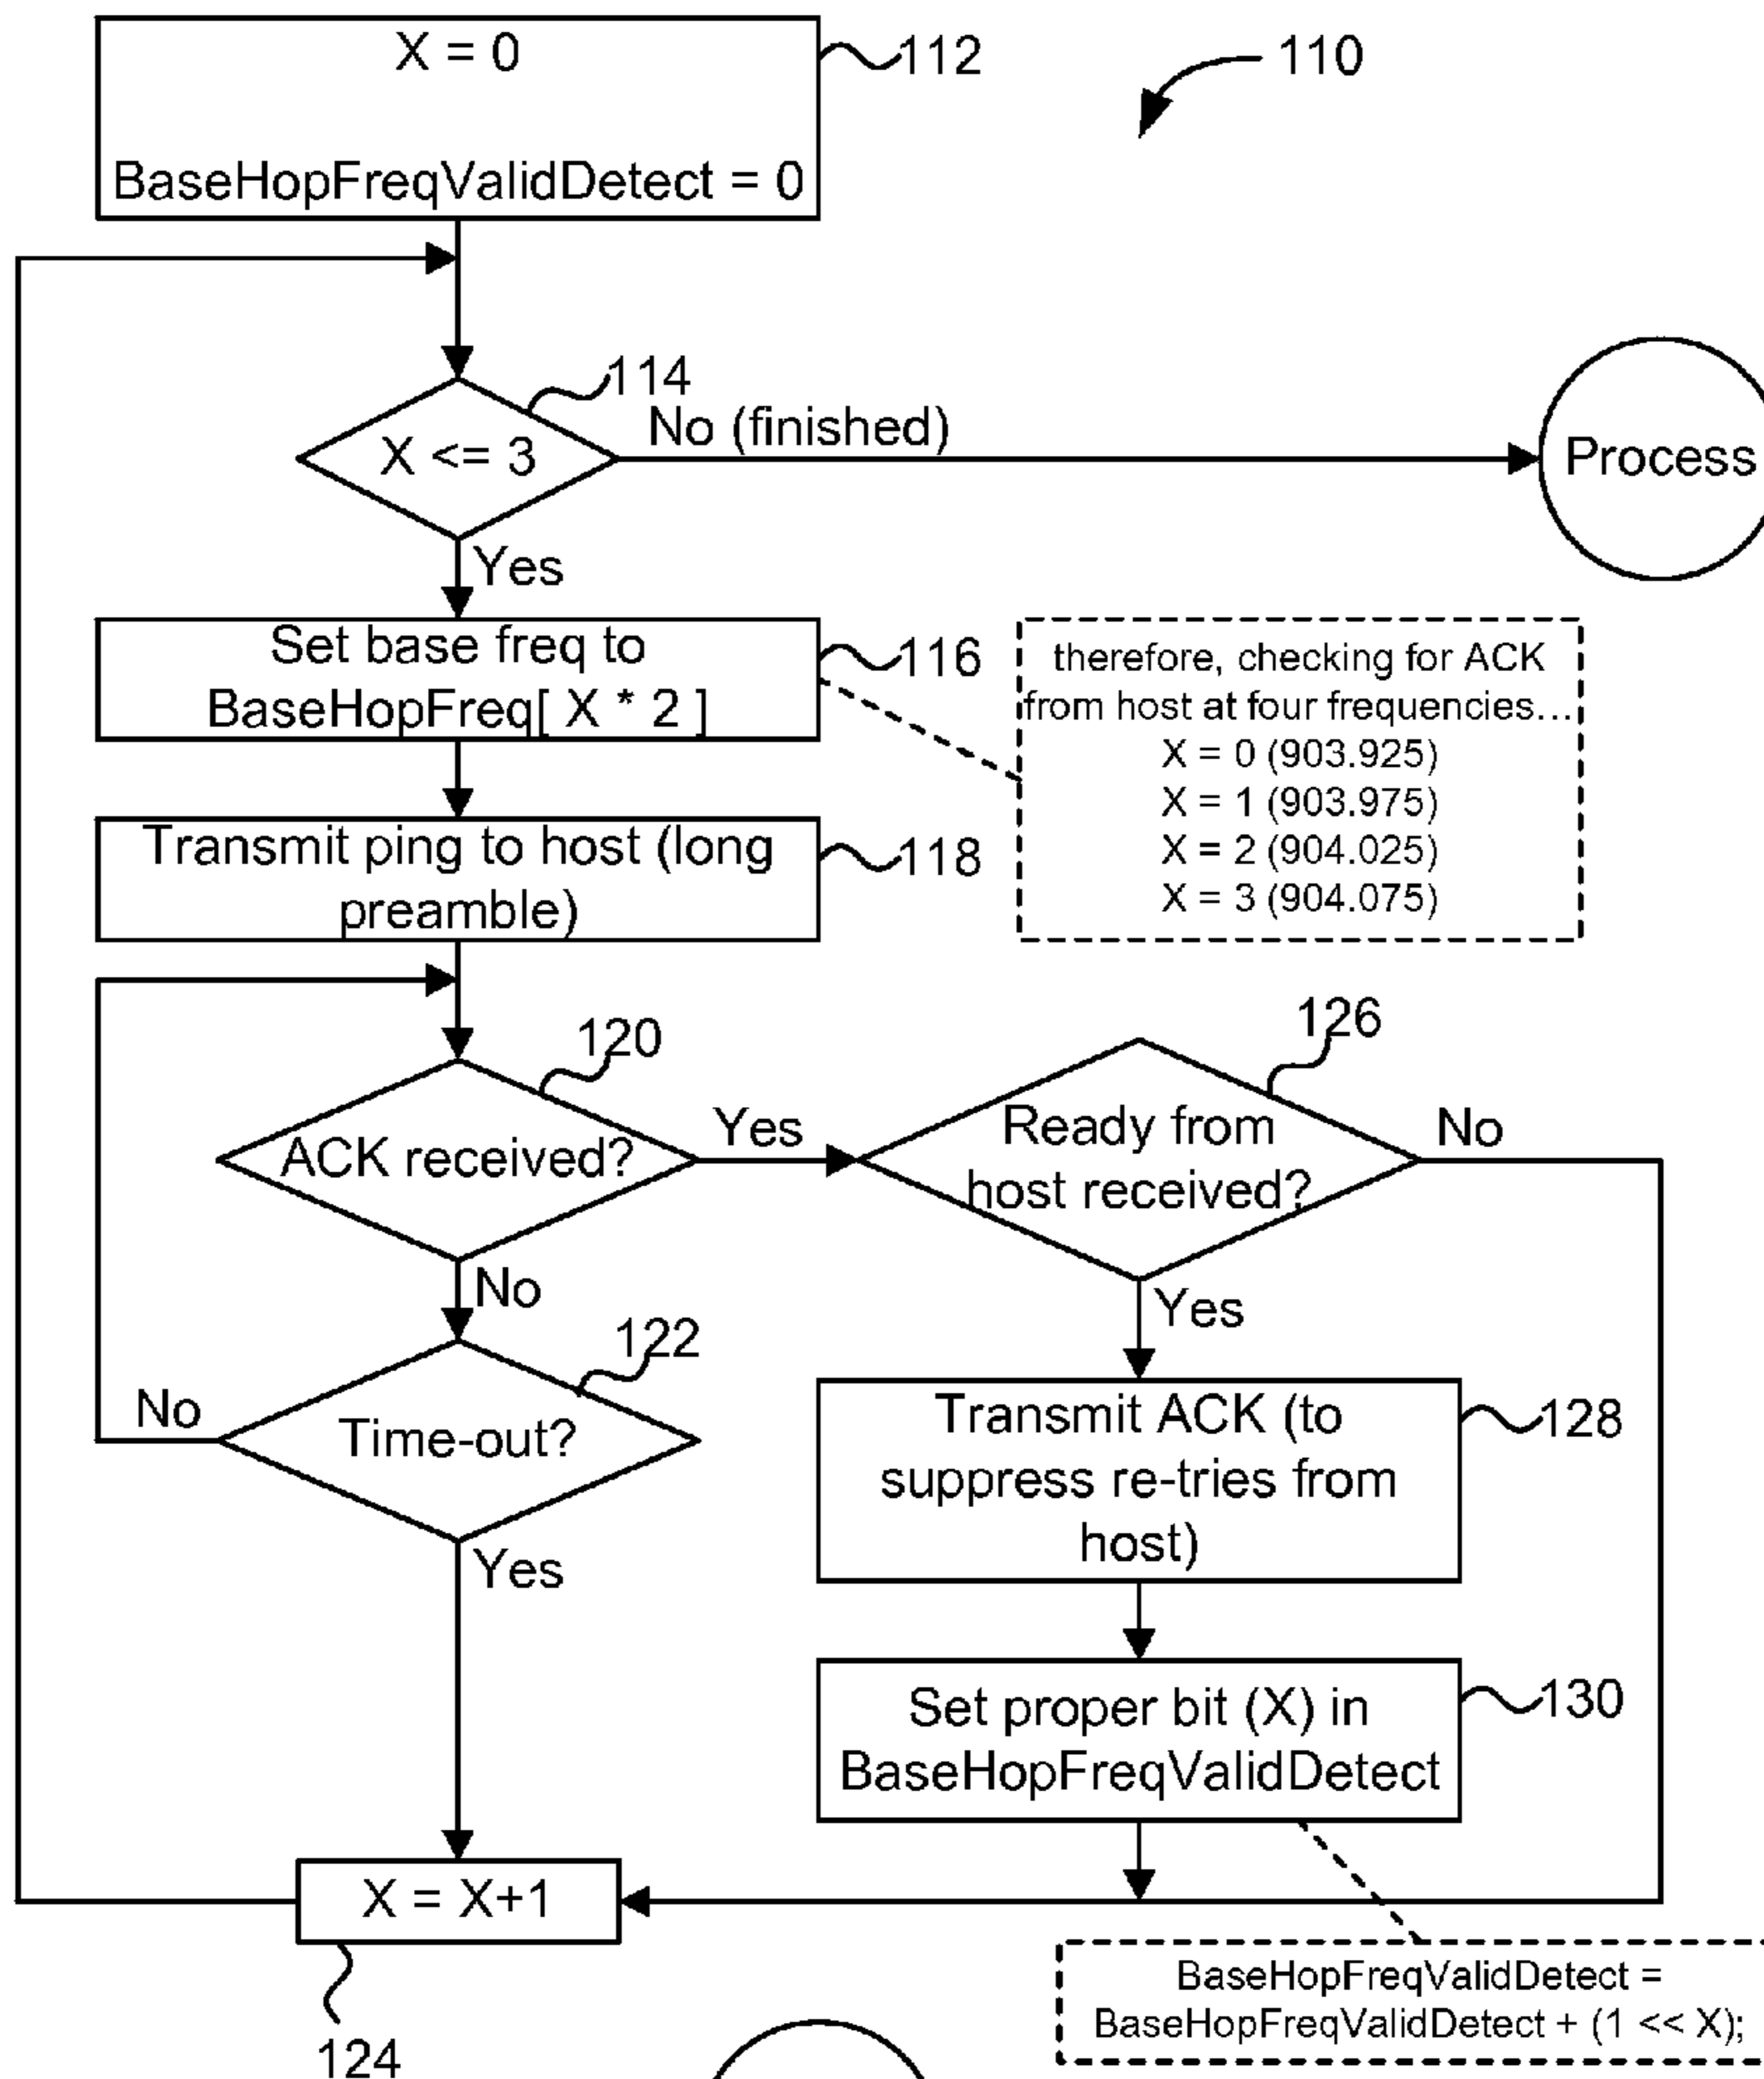 X = 0
112
110
BaseHopFreqValidDetect = 0
114
No (finished)
X <= 3
Process
Yes
Set base freq to
BaseHopFreq[ X * 2 ]
116
therefore, checking for ACK
from host at four frequencies...
X = 0 (903.925)
X = 1 (903.975)
X = 2 (904.025)
X = 3 (904.075)
Transmit ping to host (long
preamble)
118
120
126
ACK received?
Yes
Ready from
host received?
No
No
Yes
122
Time-out?
No
Yes
Transmit ACK (to
suppress re-tries from
host)
128
Set proper bit (X) in
BaseHopFreqValidDetect
130
X = X+1
124
BaseHopFreqValidDetect =
BaseHopFreqValidDetect + (1 << X);